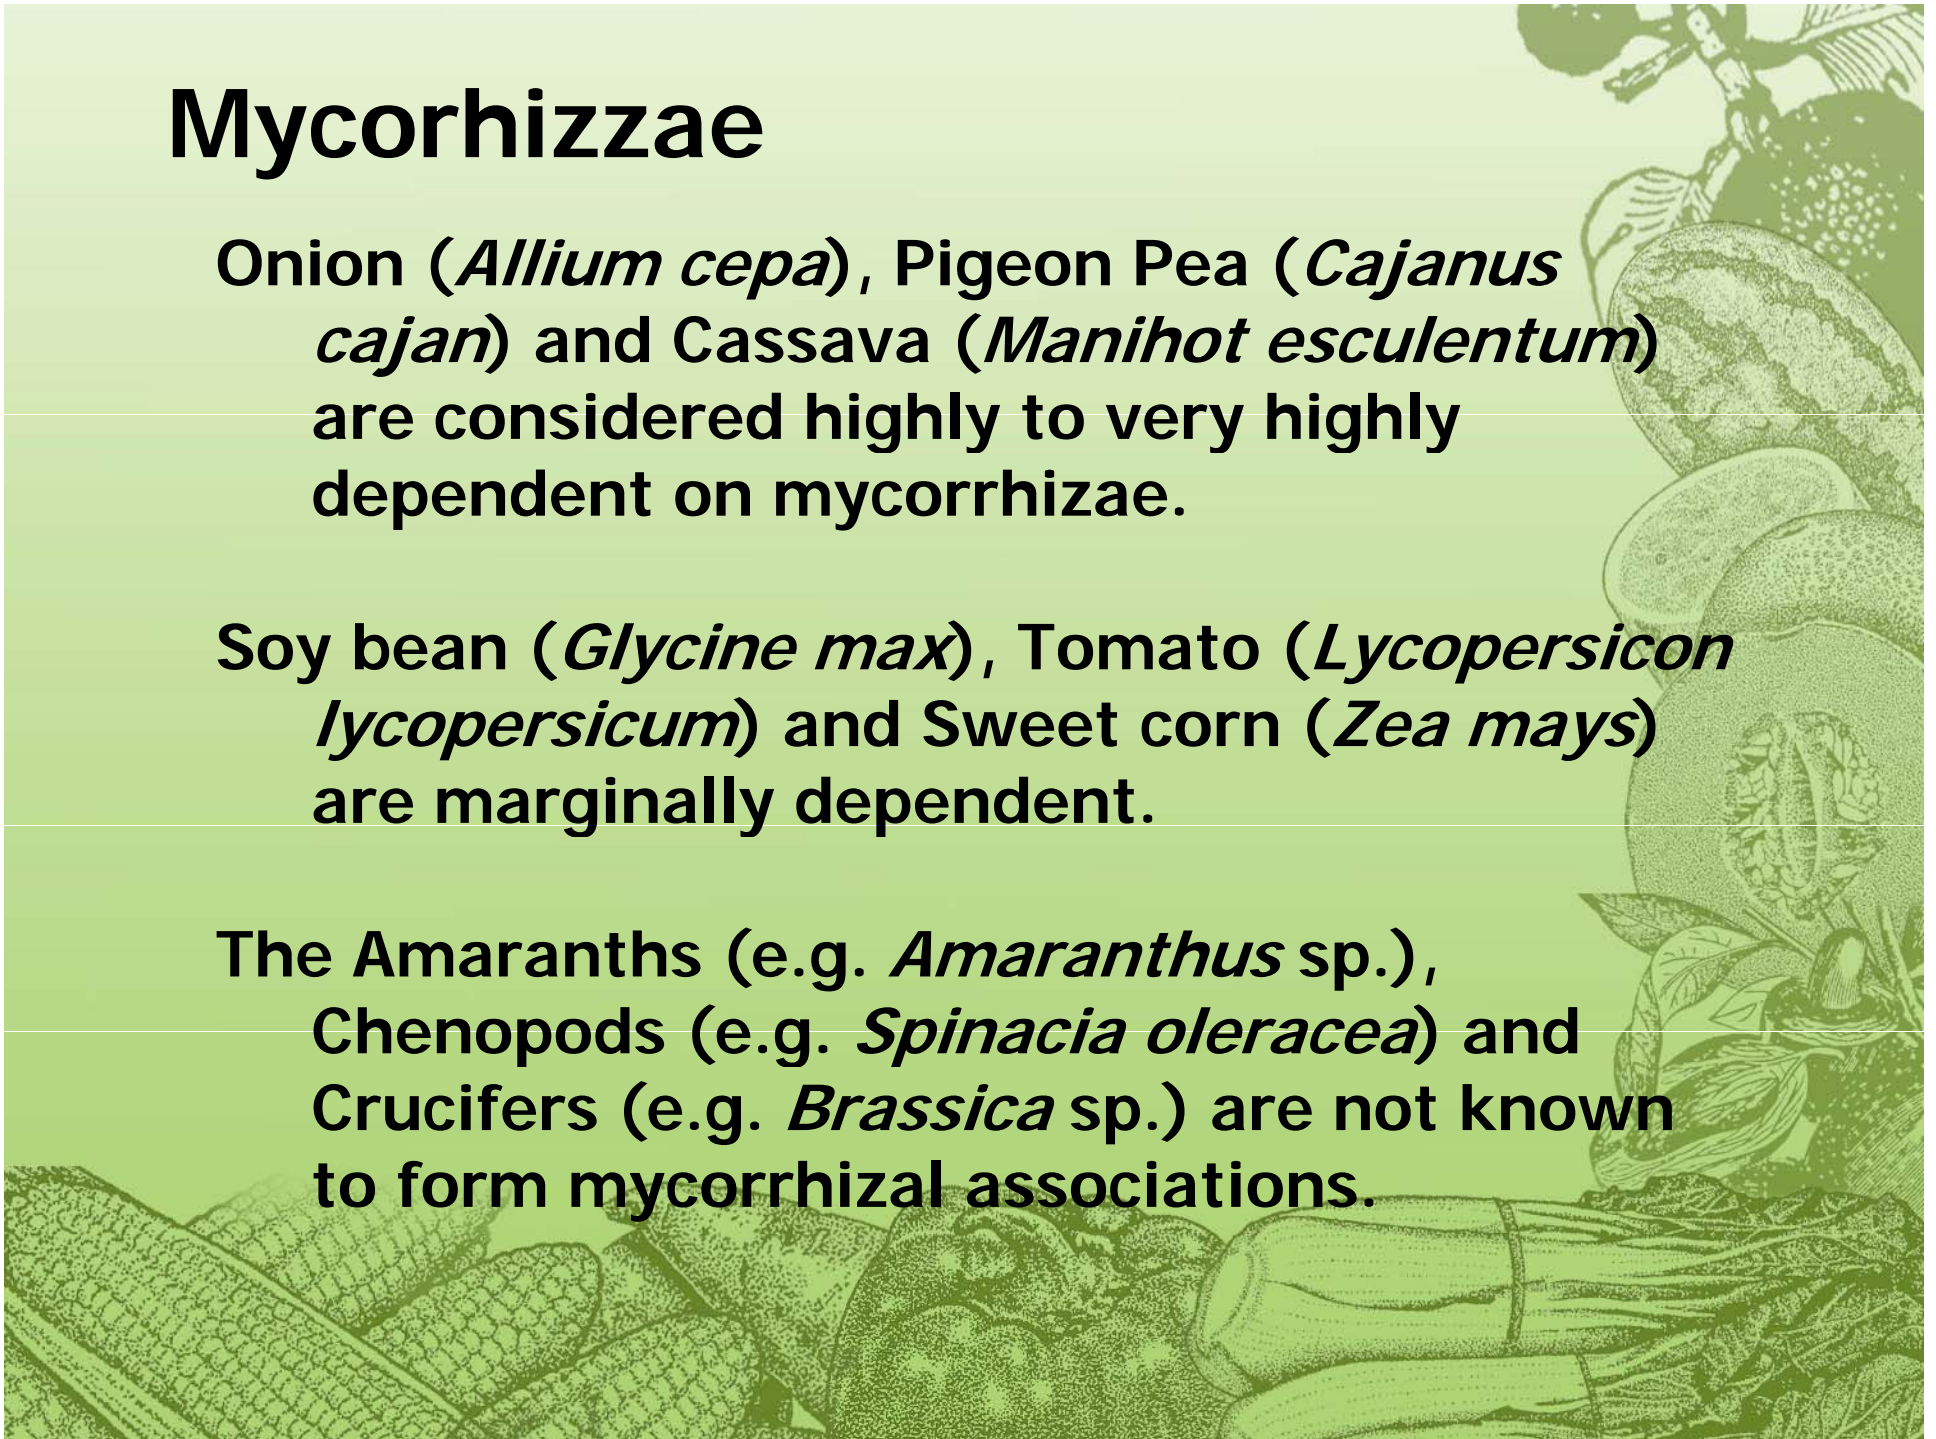 Mycorhizzae
Onion (Allium cepa), Pigeon Pea (Cajanus
cajan) and Cassava (Manihot esculentum)
are considered highly to very highly
dependent on mycorrhizae.
Soy bean (Glycine max), Tomato (Lycopersicon
lycopersicum) and Sweet corn (Zea mays)
are marginally dependent.
The Amaranths (e.g. Amaranthus sp.),
Chenopods (e.g. Spinacia oleracea) and
Crucifers (e.g. Brassica sp.) are not known
to form mycorrhizal associations.